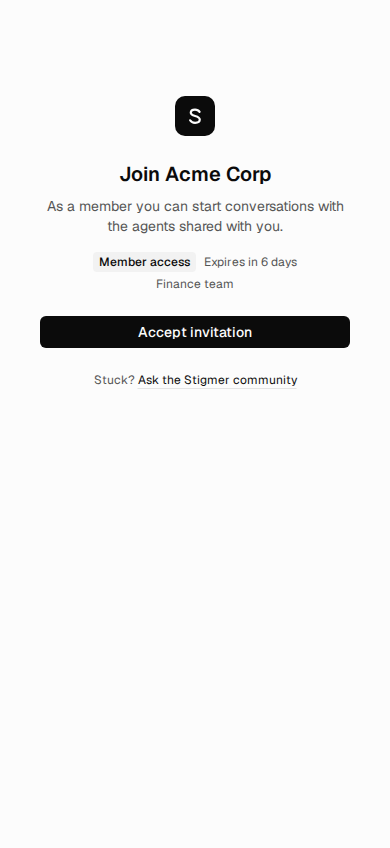 S
Join Acme Corp
As a member you can start conversations with
the agents shared with you.
Member access Expires in 6 days
Finance team
Accept invitation
Stuck? Ask the Stigmer community